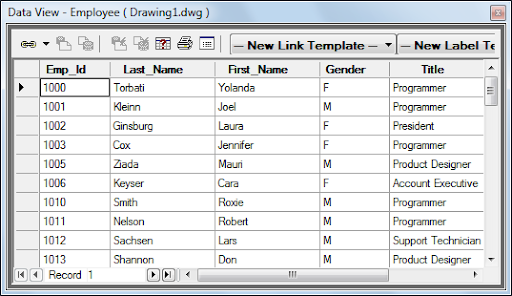 Data View - Employee ( Drawing1.dwg )
— New Link Template — — New Label Te
Emp_Id Last_Name First_Name Gender Title
1000 Torbati Yolanda F Programmer
1001 Kleinn Joel M Programmer
1002 Ginsburg Laura F President
1003 Cox Jennifer F Programmer
1005 Ziada Mauri M Product Designer
1006 Keyser Cara F Account Executive
1010 Smith Roxie M Programmer
1011 Nelson Robert M Programmer
1012 Sachsen Lars M Support Technician
1013 Shannon Don M Product Designer
Record 1